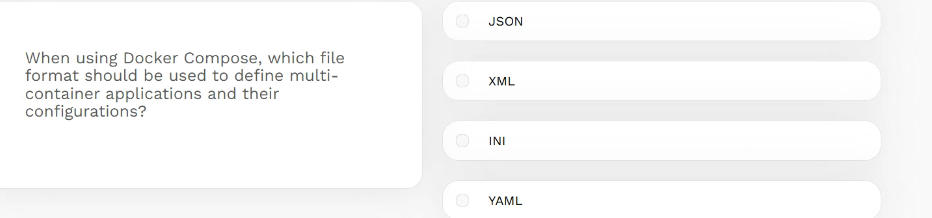 When using Docker Compose, which file
format should be used to define multi-
container applications and their
configurations?
JSON
XML
INI
YAML